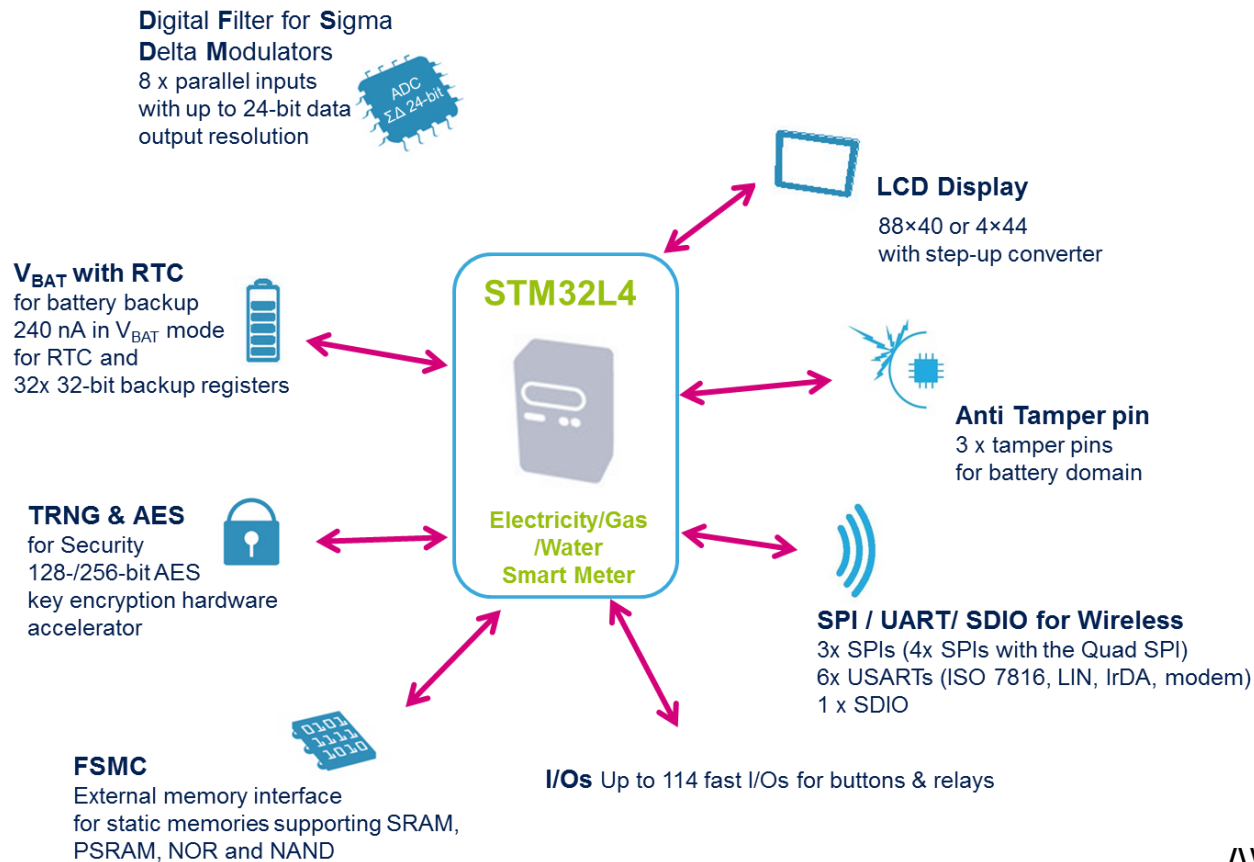 Digital Filter for Sigma
Delta Modulators
8 x parallel inputs
with up to 24-bit data
output resolution
ADC
ΣΔ 24-bit
LCD Display
88×40 or 4×44
with step-up converter
VBAT with RTC
for battery backup
240 nA in VBAT mode
for RTC and
32x 32-bit backup registers
STM32L4
Electricity/Gas
/Water
Smart Meter
Anti Tamper pin
3 x tamper pins
for battery domain
TRNG & AES
for Security
128-/256-bit AES
key encryption hardware
accelerator
SPI / UART/ SDIO for Wireless
3x SPIs (4x SPIs with the Quad SPI)
6x USARTs (ISO 7816, LIN, IrDA, modem)
1 x SDIO
0101
1111
1010
FSMC
External memory interface
for static memories supporting SRAM,
PSRAM, NOR and NAND
I/Os Up to 114 fast I/Os for buttons & relays